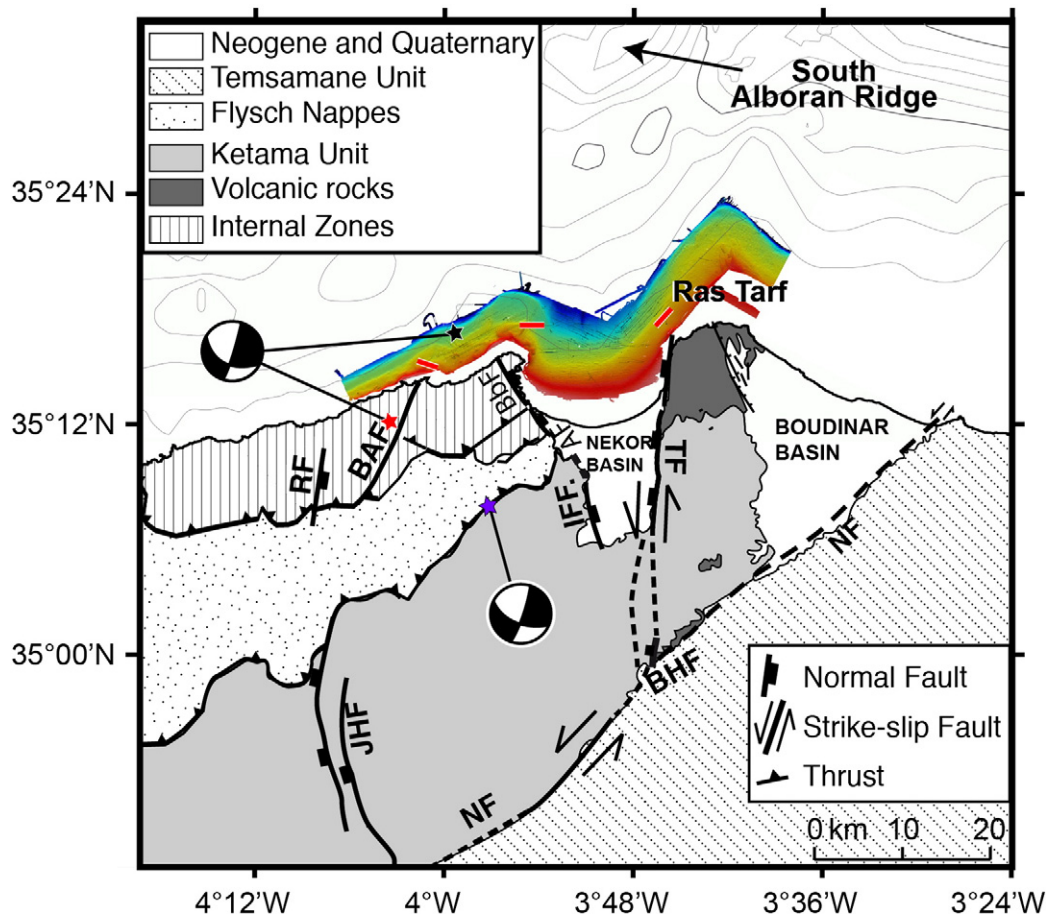 Neogene and Quaternary
Temsamane Unit
Flysch Nappes
Ketama Unit
Volcanic rocks
Internal Zones
South
Alboran Ridge
35°24'N
35°12'N
35°00'N
Ras Tarf
BbF
AF
RF
BAF
NEKOR
BASIN
BOUDINAR
BASIN
TF
IFF.
NF
BHF
JHF
NF
Normal Fault
Strike-slip Fault
Thrust
0 km 10 20
4°12'W 4°00'W 3°48'W 3°36'W 3°24'W